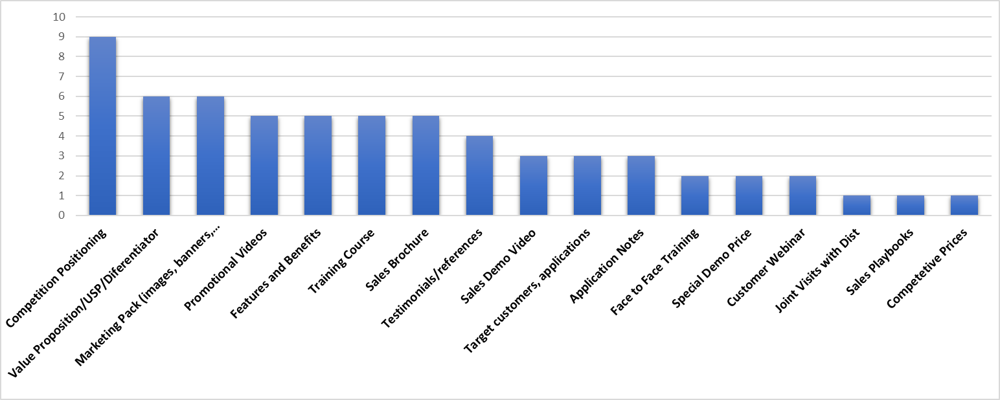 10
9
8
7
6
5
4
3
2
1
0
Competition Positioning
Value Proposition/USP/Diferentiator
Marketing Pack (images, banners,...
Promotional Videos
Features and Benefits
Training Course
Sales Brochure
Testimonials/references
Sales Demo Video
Target customers, applications
Application Notes
Face to Face Training
Special Demo Price
Customer Webinar
Joint Visits with Dist
Sales Playbooks
Competetive Prices